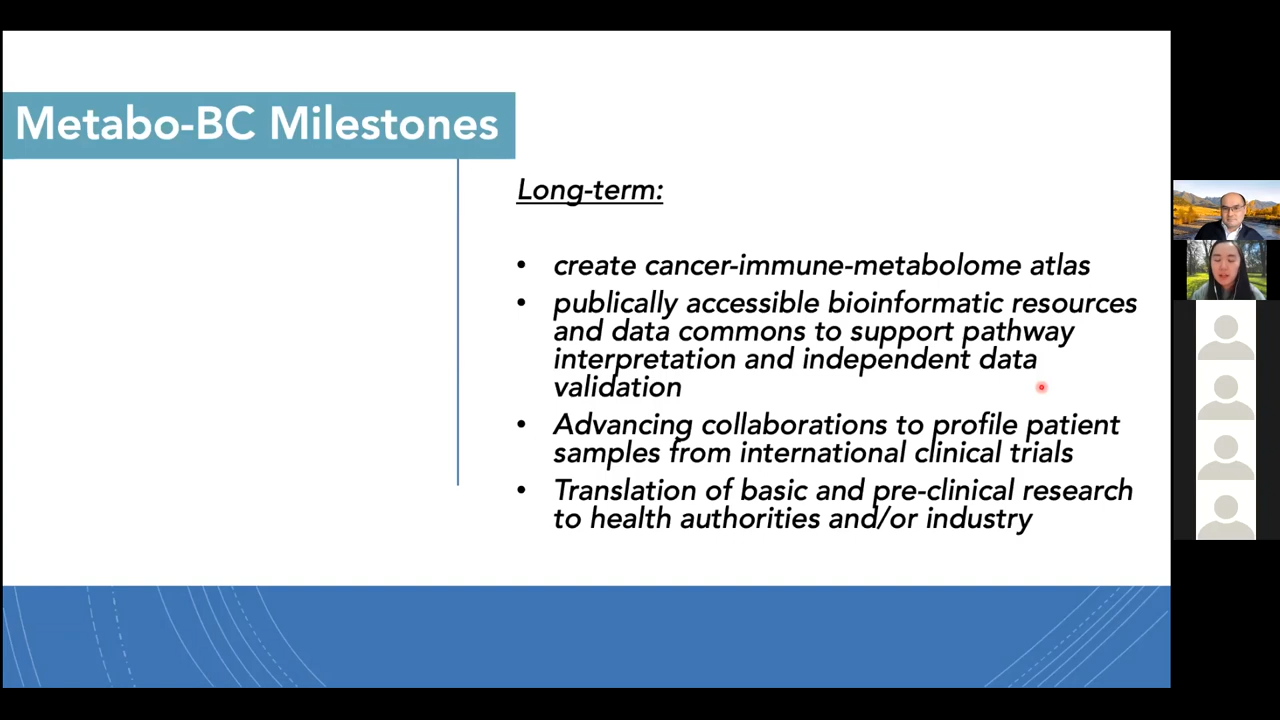 Metabo-BC Milestones
Long-term:
• create cancer-immune-metabolome atlas
• publically accessible bioinformatic resources
and data commons to support pathway
interpretation and independent data
validation
• Advancing collaborations to profile patient
samples from international clinical trials
• Translation of basic and pre-clinical research
to health authorities and/or industry